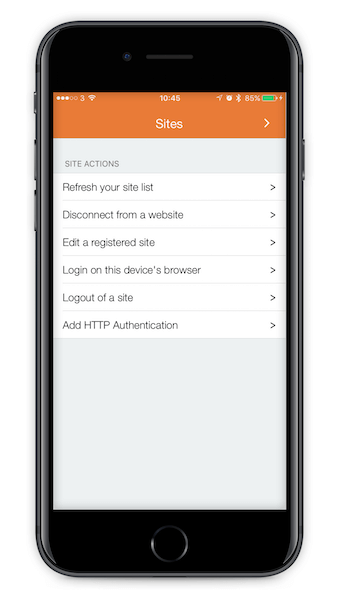 3 10:45 85%
Sites >
SITE ACTIONS
Refresh your site list >
Disconnect from a website >
Edit a registered site >
Login on this device's browser >
Logout of a site >
Add HTTP Authentication >